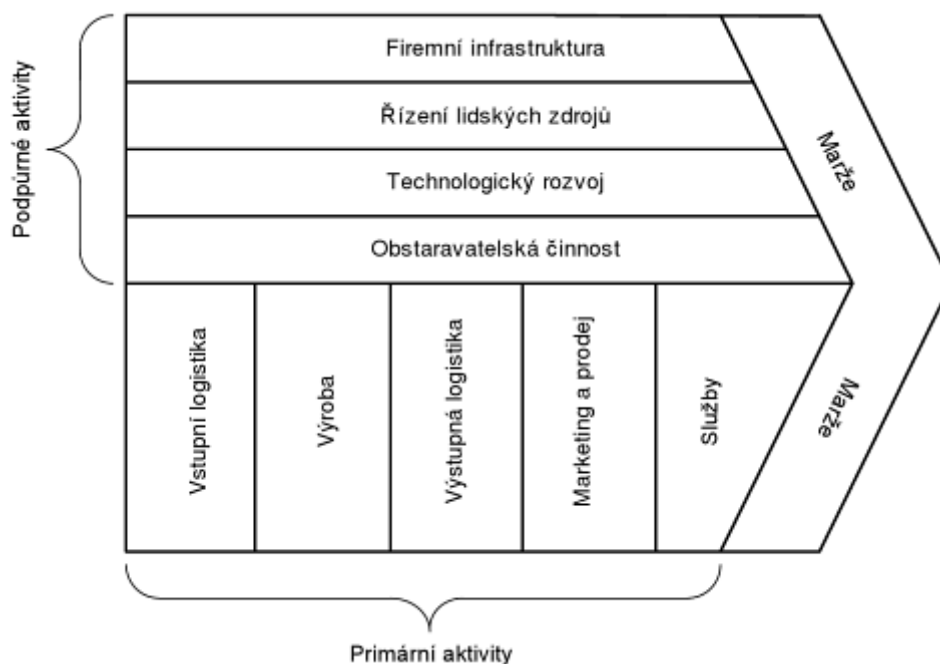 Podpůrné aktivity
Firemní infrastruktura
Řízení lidských zdrojů
Technologický rozvoj
Obstaravatelská činnost
Marže
Vstupní logistika
Výroba
Výstupná logistika
Marketing a prodej
Služby
Marže
Primární aktivity